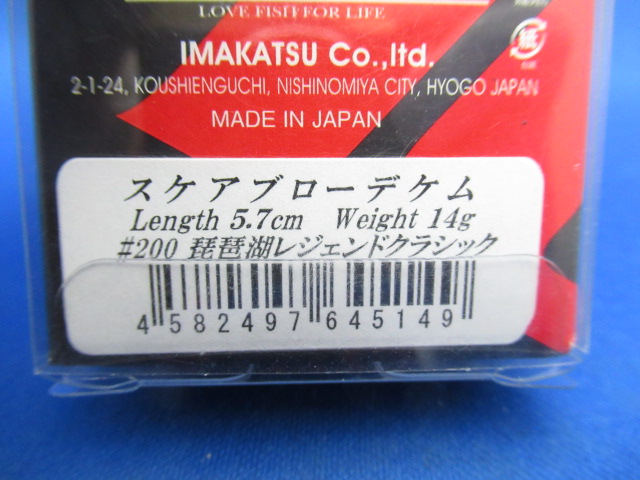 LOVE FISH FOR LIFE
IMAKATSU Co.,ltd.
2-1-24, KOUSHIENGUCHI, NISHINOMIYA CITY, HYOGO JAPAN
MADE IN JAPAN
紙
スケアブローデケム
Length 5.7cm Weight 14g
#200 琵琶湖レジェンドクラシック
4 582497 645149